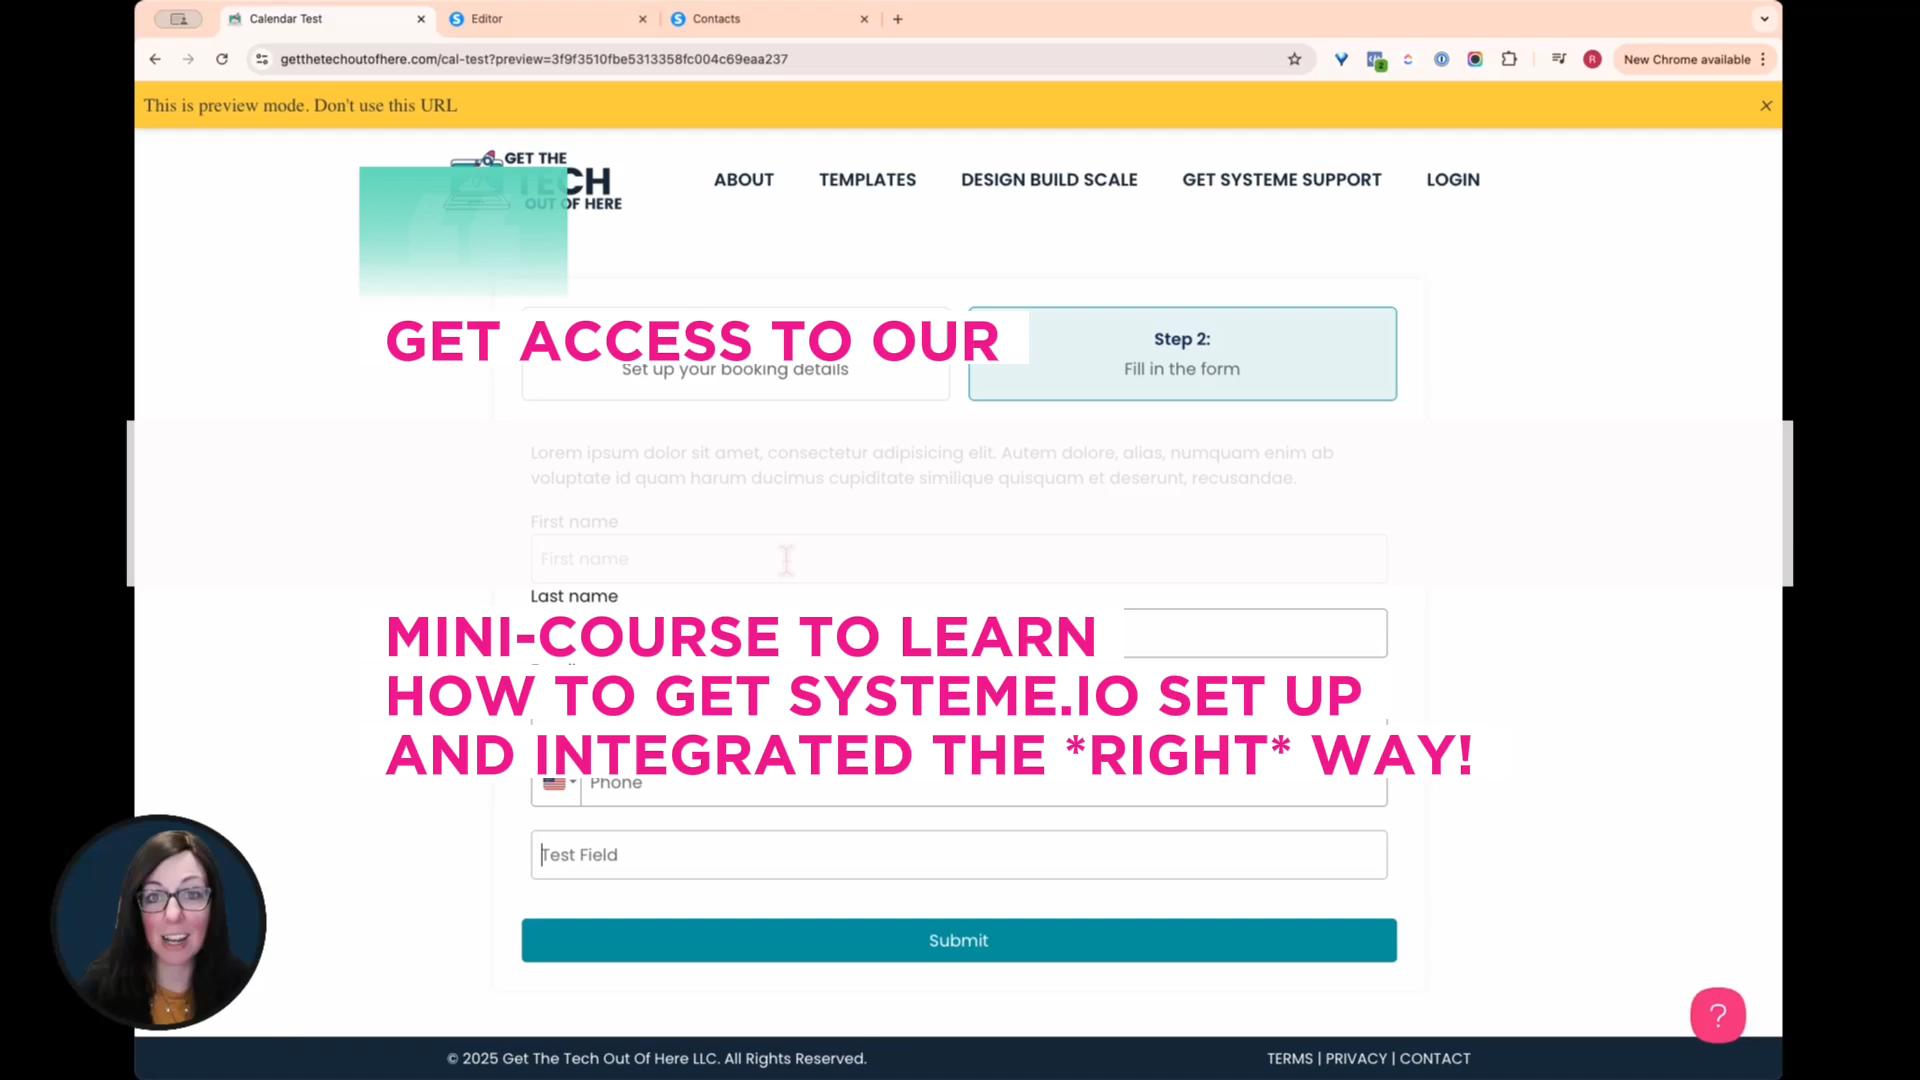 Calendar Test
Editor
Contacts
getthetechoutofhere.com/cal-test?preview=3f9f3510fbe5313358fc004c69eaa237
2
R
New Chrome available
This is preview mode. Don't use this URL
GET THE
TECH
OUT OF HERE
ABOUT
TEMPLATES
DESIGN BUILD SCALE
GET SYSTEME SUPPORT
LOGIN
GET ACCESS TO OUR
Set up your booking details
Step 2:
Fill in the form
Lorem ipsum dolor sit amet, consectetur adipisicing elit. Autem dolore, alias, numquam enim ab
voluptate id quam harum ducimus cupiditate similique quisquam et deserunt, recusandae.
First name
First name
Last name
MINI-COURSE TO LEARN
HOW TO GET SYSTEME.IO SET UP
AND INTEGRATED THE *RIGHT* WAY!
Phone
Test Field
Submit
?
© 2025 Get The Tech Out Of Here LLC. All Rights Reserved.
TERMS | PRIVACY | CONTACT